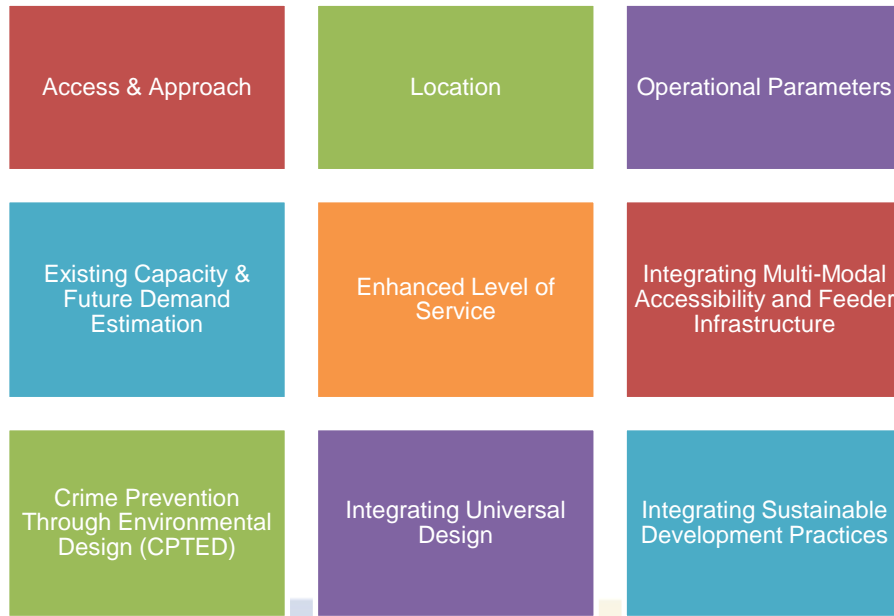 Access & Approach
Location
Operational Parameters
Existing Capacity &
Future Demand
Estimation
Enhanced Level of
Service
Integrating Multi-Modal
Accessibility and Feeder
Infrastructure
Crime Prevention
Through Environmental
Design (CPTED)
Integrating Universal
Design
Integrating Sustainable
Development Practices